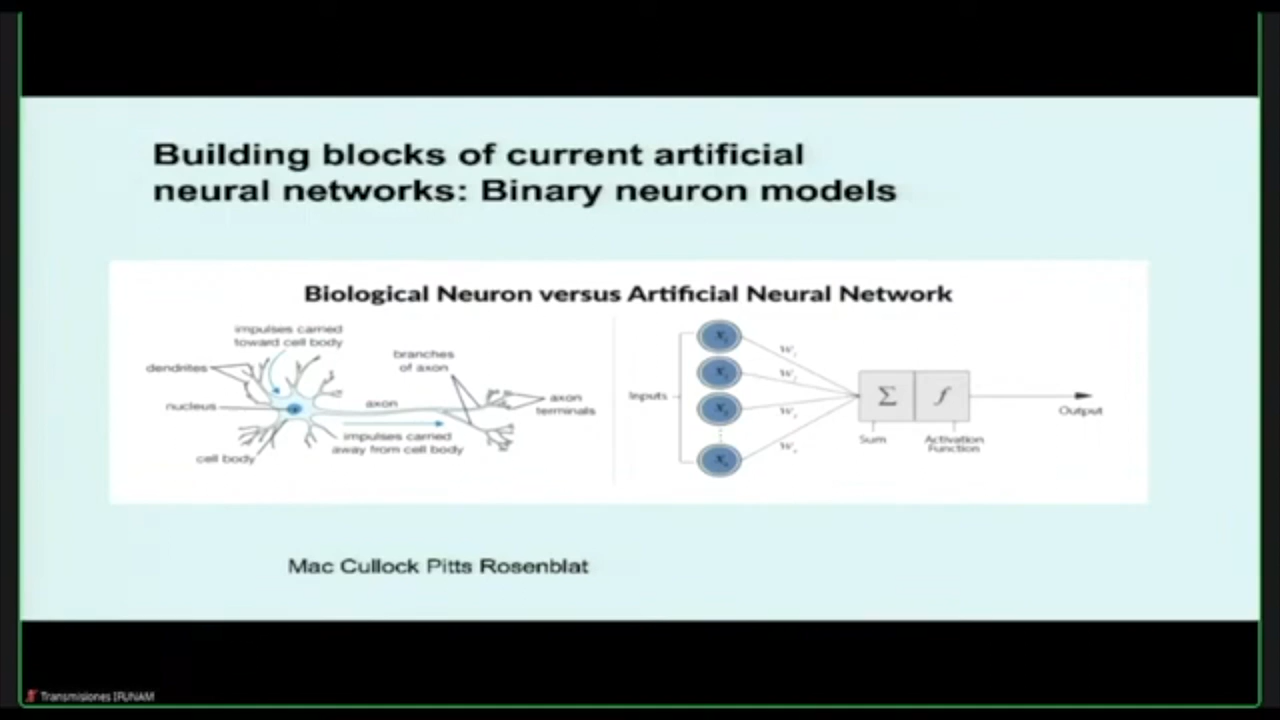 Building blocks of current artificial
neural networks: Binary neuron models
Biological Neuron versus Artificial Neural Network
impulses carried
toward cell body
dendrites
nucleus
cell body
axon
impulses carried
away from cell body
branches
of axon
axon
terminals
Inputs
Σ
f
Sum
Activation
Function
Output
Mac Cullock Pitts Rosenblat
Transmisiones IFUNAM